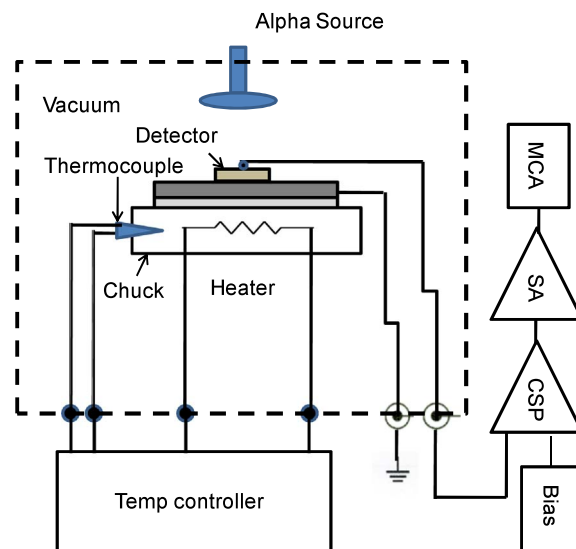 Alpha Source
Vacuum
Detector
Thermocouple
Chuck
Heater
Temp controller
MCA
SA
CSP
Bias